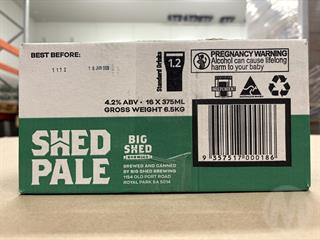 BEST BEFORE:
Standard Drinks
1.2
PREGNANCY WARNING
Alcohol can cause lifelong
harm to your baby
INDEPENDENT
4.2% ABV - 16 X 375ML
GROSS WEIGHT 6.5KG
SHED
PALE
BIG
SHED
BREWING
BREWED AND CANNED
BY BIG SHED BREWING
1154 OLD PORT ROAD
ROYAL PARK SA 5014
9 357517 000186